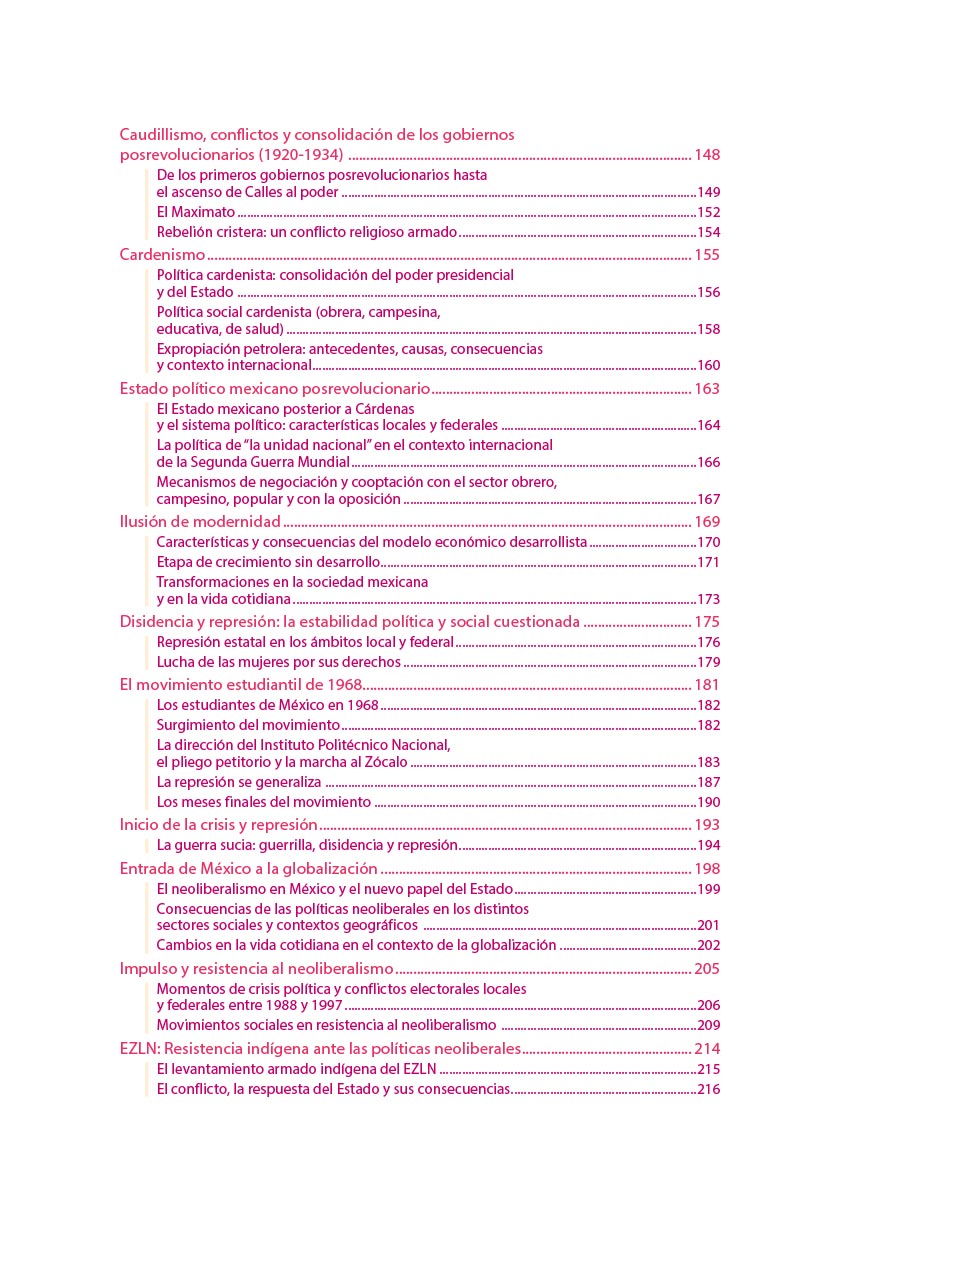 Caudillismo, conflictos y consolidación de los gobiernos
posrevolucionarios (1920-1934) ........................................ 148
De los primeros gobiernos posrevolucionarios hasta
el ascenso de Calles al poder ........................................149
El Maximato ........................................152
Rebelión cristera: un conflicto religioso armado........................................154
Cardenismo ........................................ 155
Política cardenista: consolidación del poder presidencial
y del Estado ........................................156
Política social cardenista (obrera, campesina,
educativa, de salud) ........................................158
Expropiación petrolera: antecedentes, causas, consecuencias
y contexto internacional........................................160
Estado político mexicano posrevolucionario........................................ 163
El Estado mexicano posterior a Cárdenas
y el sistema político: características locales y federales ........................................164
La política de “la unidad nacional” en el contexto internacional
de la Segunda Guerra Mundial........................................166
Mecanismos de negociación y cooptación con el sector obrero,
campesino, popular y con la oposición ........................................167
Ilusión de modernidad ........................................ 169
Características y consecuencias del modelo económico desarrollista ........................................170
Etapa de crecimiento sin desarrollo........................................171
Transformaciones en la sociedad mexicana
y en la vida cotidiana........................................173
Disidencia y represión: la estabilidad política y social cuestionada ........................................ 175
Represión estatal en los ámbitos local y federal........................................176
Lucha de las mujeres por sus derechos ........................................179
El movimiento estudiantil de 1968........................................ 181
Los estudiantes de México en 1968 ........................................182
Surgimiento del movimiento ........................................182
La dirección del Instituto Politécnico Nacional,
el pliego petitorio y la marcha al Zócalo ........................................183
La represión se generaliza ........................................187
Los meses finales del movimiento ........................................190
Inicio de la crisis y represión........................................ 193
La guerra sucia: guerrilla, disidencia y represión........................................194
Entrada de México a la globalización ........................................ 198
El neoliberalismo en México y el nuevo papel del Estado........................................199
Consecuencias de las políticas neoliberales en los distintos
sectores sociales y contextos geográficos ........................................201
Cambios en la vida cotidiana en el contexto de la globalización ........................................202
Impulso y resistencia al neoliberalismo ........................................ 205
Momentos de crisis política y conflictos electorales locales
y federales entre 1988 y 1997 ........................................206
Movimientos sociales en resistencia al neoliberalismo ........................................209
EZLN: Resistencia indígena ante las políticas neoliberales........................................ 214
El levantamiento armado indígena del EZLN ........................................215
El conflicto, la respuesta del Estado y sus consecuencias........................................216